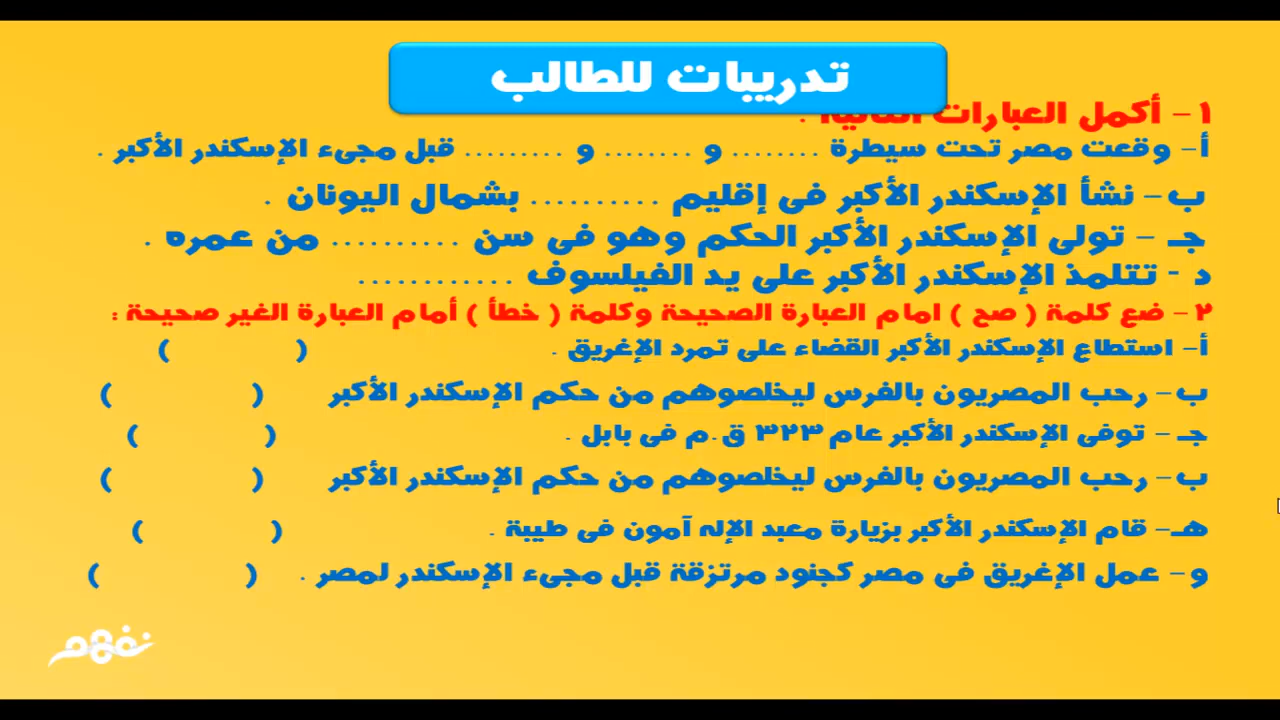 تدريبات للطالب
١- أكمل العبارات التالية .
أ- وقعت مصر تحت سيطرة ........ و ........ و ......... قبل مجىء الإسكندر الأكبر .
ب- نشأ الإسكندر الأكبر فى إقليم .......... بشمال اليونان .
جـ - تولى الإسكندر الأكبر الحكم وهو فى سن .......... من عمره .
د - تتلمذ الإسكندر الأكبر على يد الفيلسوف ............
٢- ضع كلمة ( صح ) امام العبارة الصحيحة وكلمة ( خطأ ) أمام العبارة الغير صحيحة :
أ- استطاع الإسكندر الأكبر القضاء على تمرد الإغريق . ( )
ب- رحب المصريون بالفرس ليخلصوهم من حكم الإسكندر الأكبر ( )
جـ - توفى الإسكندر الأكبر عام ٣٢٣ ق.م فى بابل . ( )
ب- رحب المصريون بالفرس ليخلصوهم من حكم الإسكندر الأكبر ( )
هـ- قام الإسكندر الأكبر بزيارة معبد الإله آمون فى طيبة . ( )
و- عمل الإغريق فى مصر كجنود مرتزقة قبل مجىء الإسكندر لمصر . ( )
نفهم